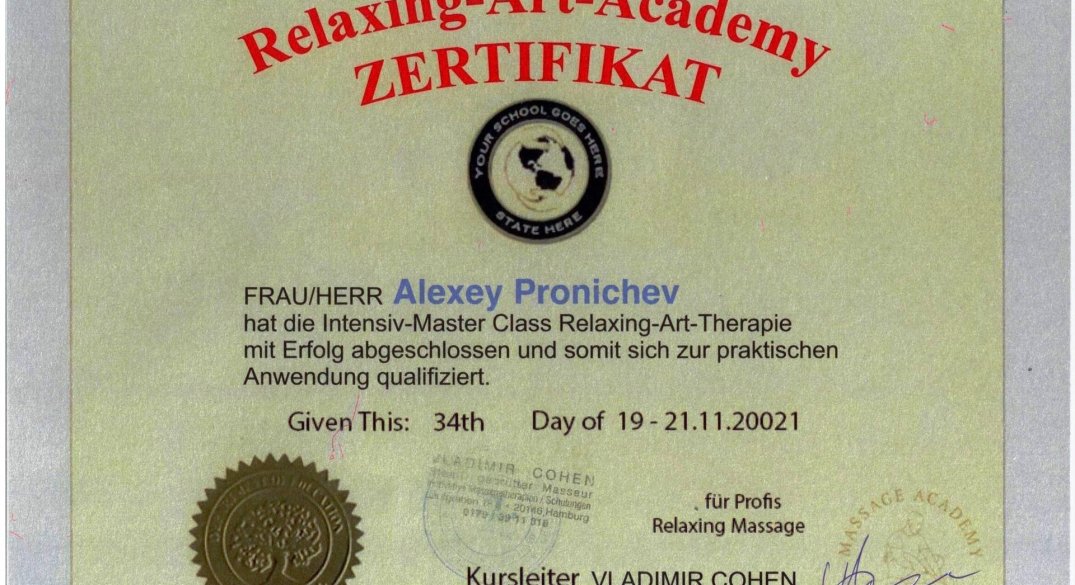 Relaxing-Art-Academy
ZERTIFIKAT
YOUR SCHOOL GOES HERE
STATE HERE
FRAU/HERR Alexey Pronichev
hat die Intensiv-Master Class Relaxing-Art-Therapie
mit Erfolg abgeschlossen und somit sich zur praktischen
Anwendung qualifiziert.
Given This: 34th Day of 19 - 21.11.20021
VLADIMIR COHEN
Masseur
/ Schulungen
20146 Hamburg
für Profis
Relaxing Massage
MASSAGE ACADEMY
Kursleiter VLADIMIR COHEN